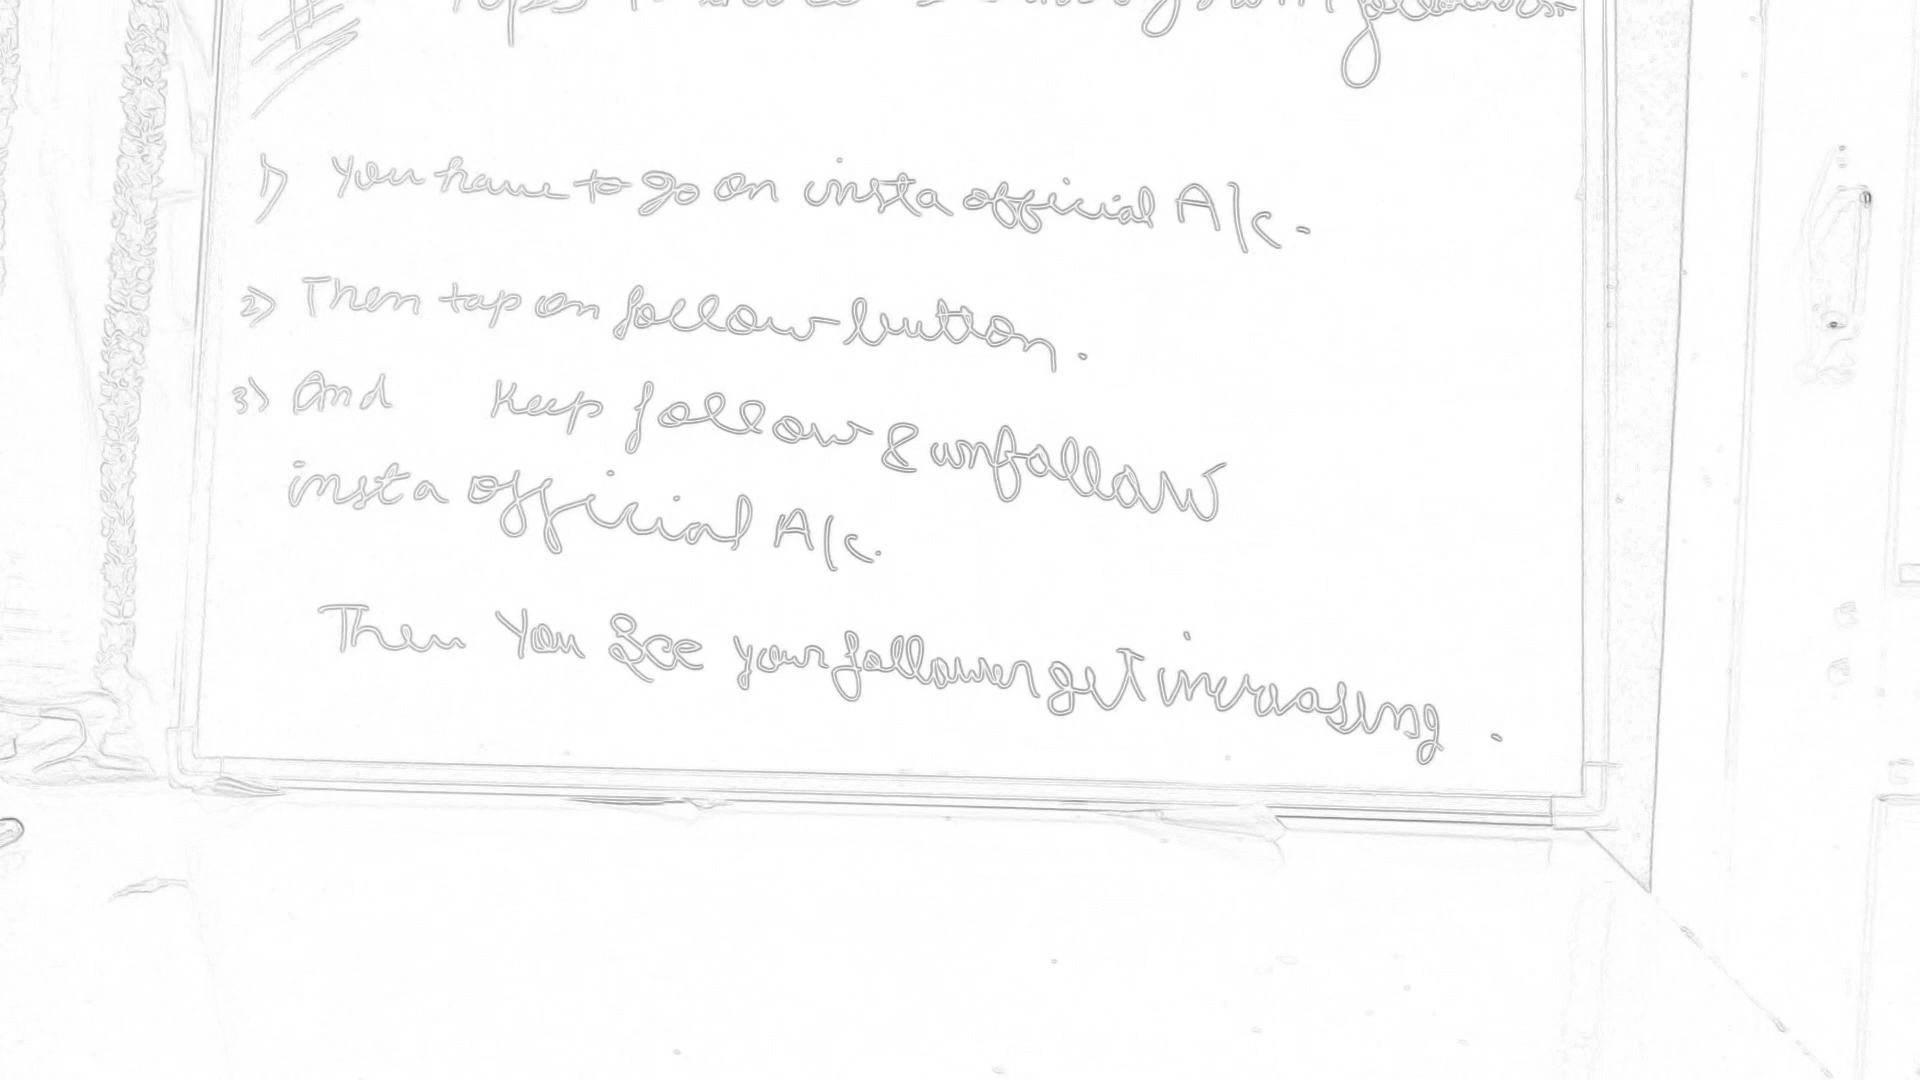 1) You have to go on insta official A/c.
2) Then tap on follow button.
3) And Keep follow & unfollow
insta official A/c.
Then You See your follower get increasing .